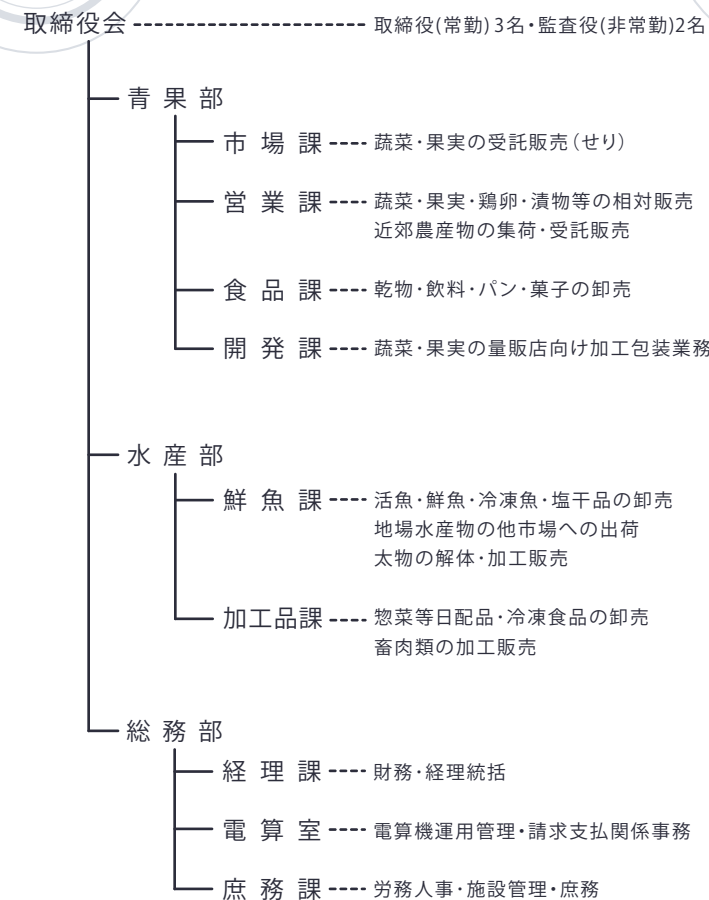 取締役会 取締役(常勤)3名・監査役(非常勤)2名
青果部
市場課 蔬菜・果実の受託販売(せり)
営業課 蔬菜・果実・鶏卵・漬物等の相対販売
近郊農産物の集荷・受託販売
食品課 乾物・飲料・パン・菓子の卸売
開発課 蔬菜・果実の量販店向け加工包装業務
水産部
鮮魚課 活魚・鮮魚・冷凍魚・塩干品の卸売
地場水産物の他市場への出荷
太物の解体・加工販売
加工品課 惣菜等日配品・冷凍食品の卸売
畜肉類の加工販売
総務部
経理課 財務・経理統括
電算室 電算機運用管理・請求支払関係事務
庶務課 労務人事・施設管理・庶務